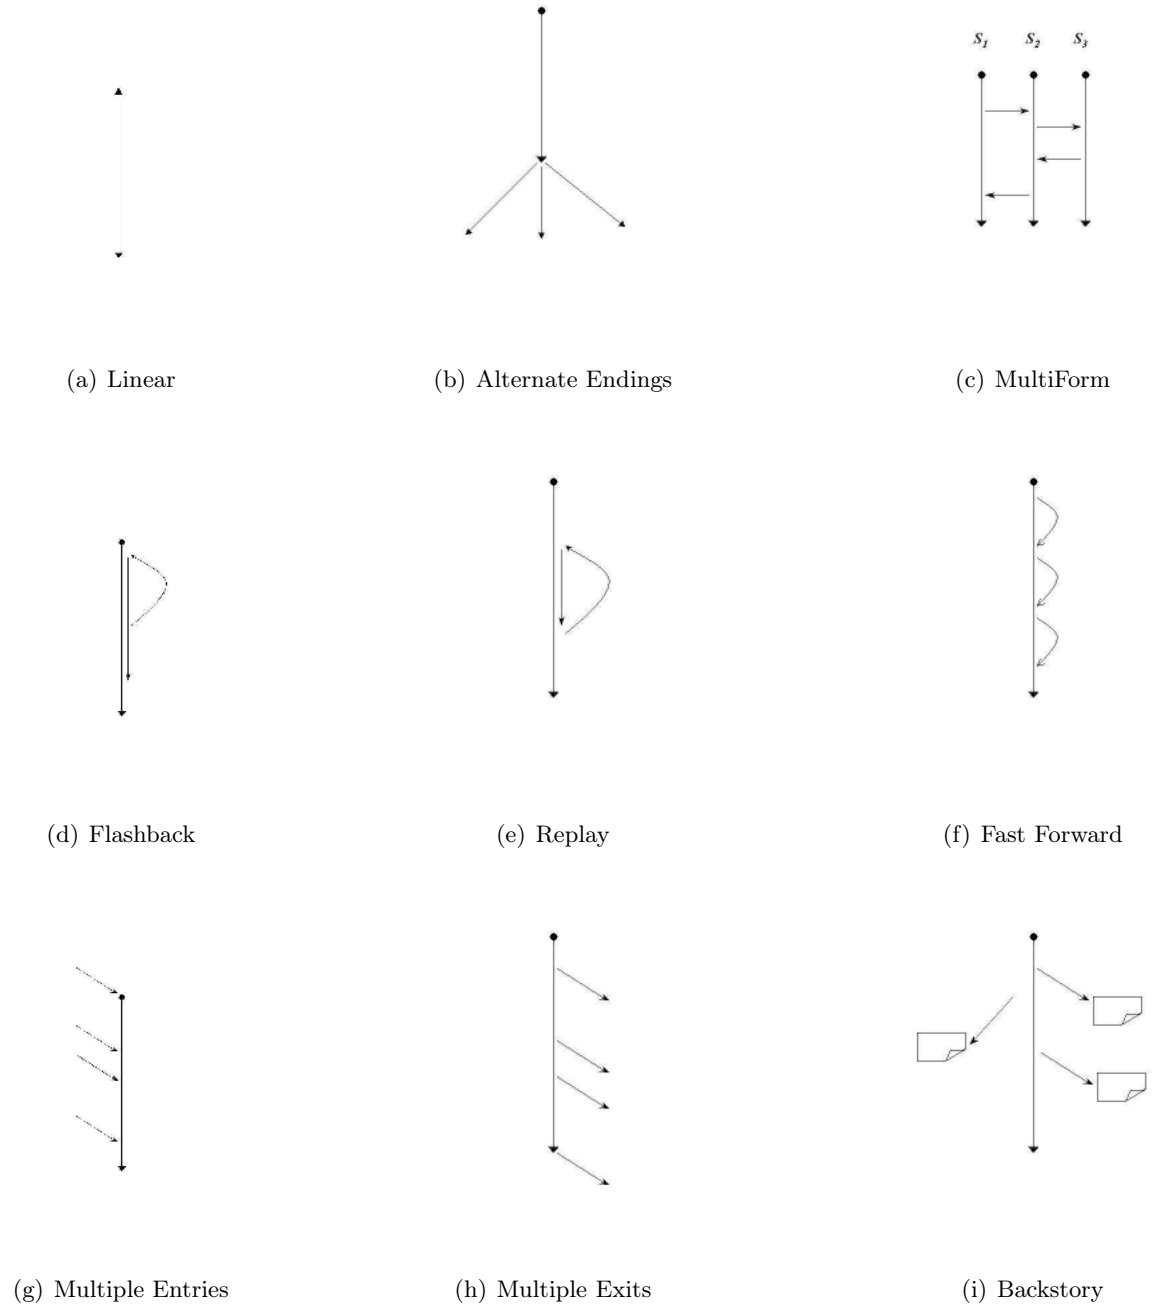 S1 S2 S3
(a) Linear
(b) Alternate Endings
(c) MultiForm
(d) Flashback
(e) Replay
(f) Fast Forward
(g) Multiple Entries
(h) Multiple Exits
(i) Backstory